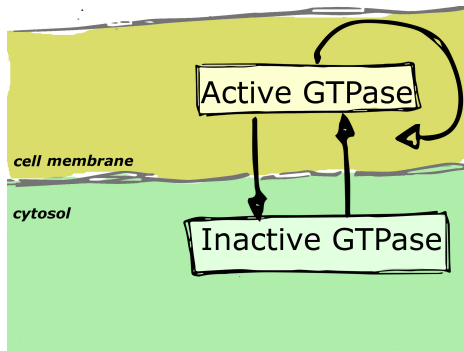 Active GTPase
cell membrane
cytosol
Inactive GTPase